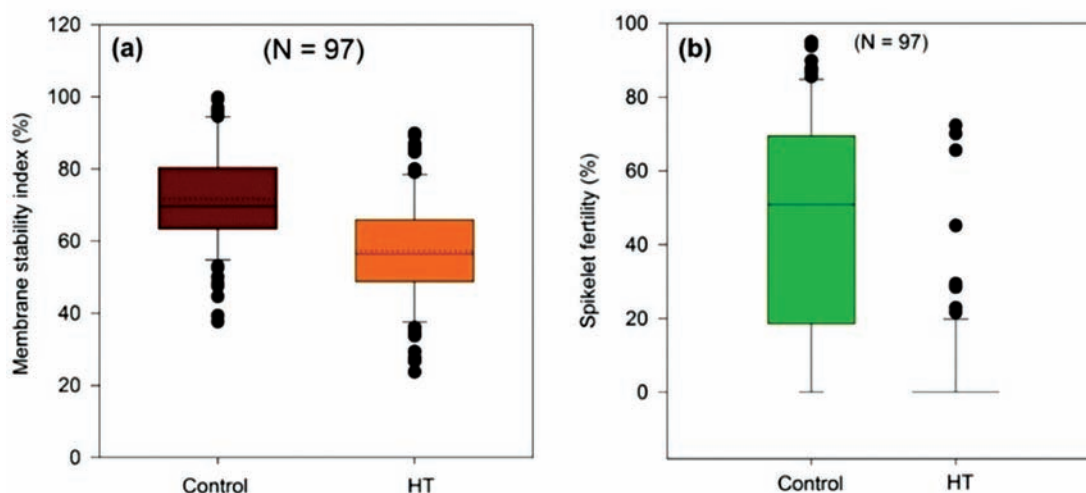 (a)
(N = 97)
Membrane stability index (%)
120
100
80
60
40
20
0
Control
HT
(b)
(N = 97)
Spikelet fertility (%)
100
80
60
40
20
0
Control
HT